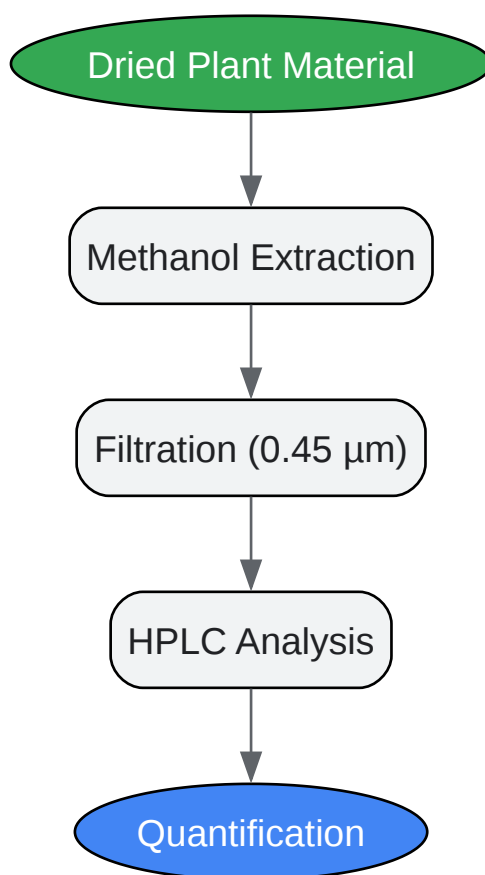 Dried Plant Material
Methanol Extraction
Filtration (0.45 µm)
HPLC Analysis
Quantification